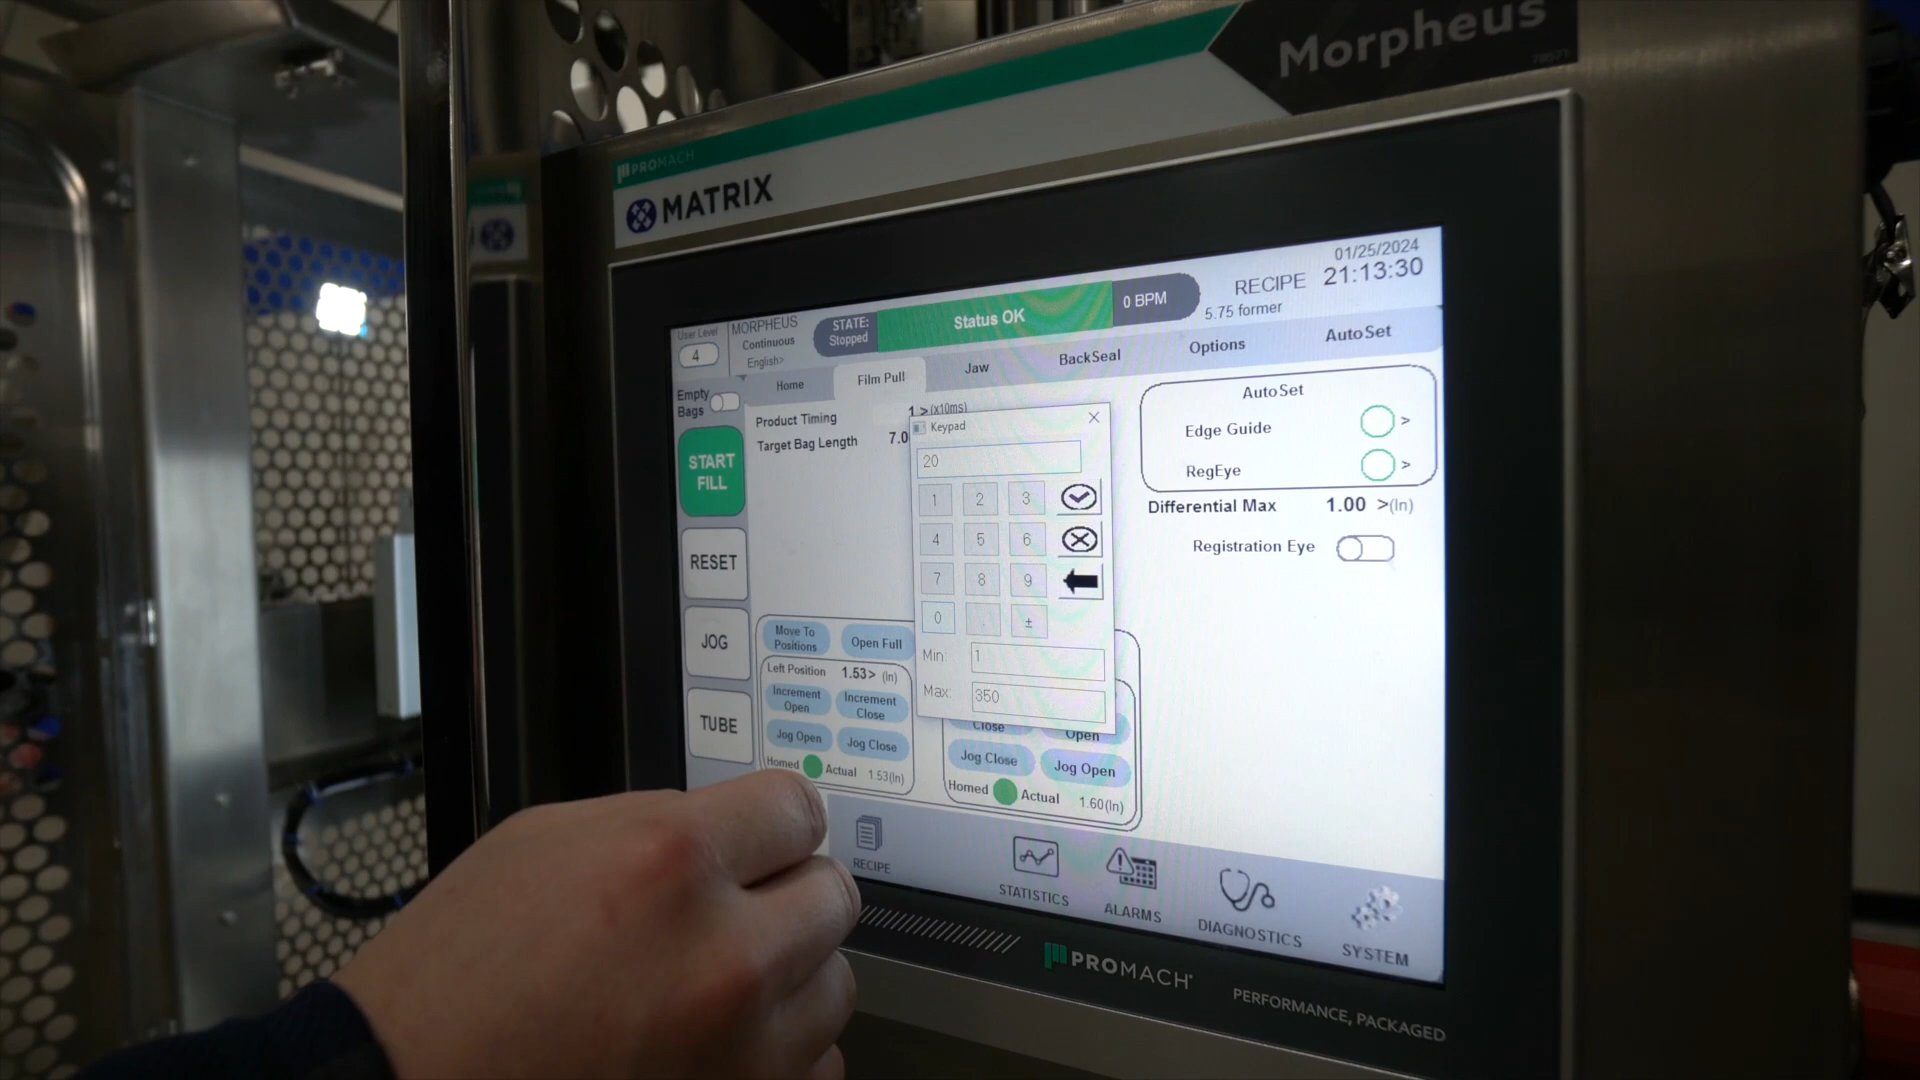 Morpheus
PROMACH
MATRIX
01/25/2024
21:13:30
RECIPE
5.75 former
0 BPM
Status OK
STATE:
Stopped
MORPHEUS
Continuous
English>
User Level
4
Home
Film Pull
Jaw
BackSeal
Options
AutoSet
Empty
Bags
START
FILL
RESET
JOG
TUBE
Product Timing 1 > (x10ms)
Target Bag Length 7.0
Keypad
20
1 2 3
4 5 6
7 8 9
0 . ±
Min: 1
Max: 350
AutoSet
Edge Guide >
RegEye >
Differential Max 1.00 >(In)
Registration Eye
Move To
Positions
Open Full
Left Position 1.53> (In)
Increment
Open
Increment
Close
Jog Open
Jog Close
Homed Actual 1.53(In)
Close
Open
Jog Close
Jog Open
Homed Actual 1.60(In)
RECIPE
STATISTICS
ALARMS
DIAGNOSTICS
SYSTEM
PROMACH
PERFORMANCE, PACKAGED